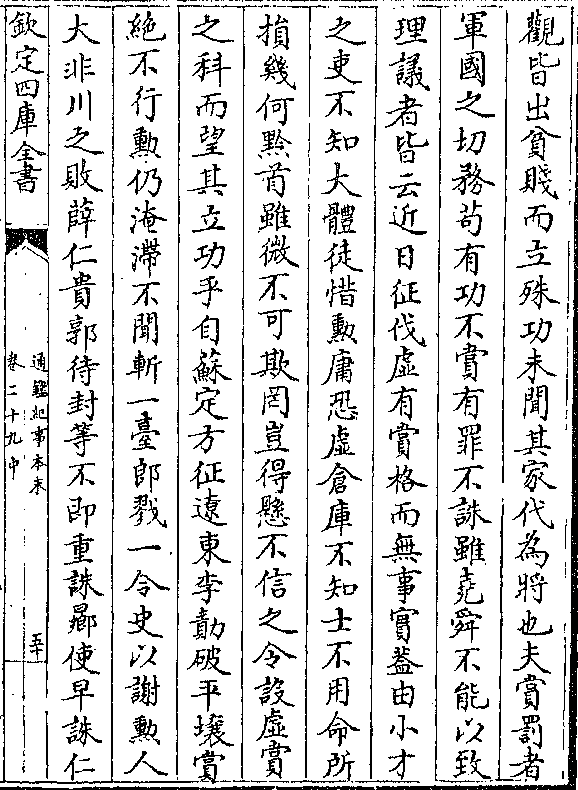 觀皆出貧賤而立殊功未聞其家代為將也夫賞罰者
軍國之切務苟有功不賞有罪不誅雖堯舜不能以致
理議者皆云近日征伐虛有賞格而無事實蓋由小才
之吏不知大體徒惜勲庸恐虛倉庫不知士不用命所
損幾何黔首雖微不可欺罔豈得懸不信之令設虛賞
之科而望其立功乎自蘇定方征遼東李勣破平壤賞
絶不行勲仍淹滯不聞斬一臺郎戮一令史以謝勲人
大非川之敗薛仁貴郭待封等不即重誅曏使早誅仁
欽定四庫全書
通鑑紀事本末
卷二十九中
五十